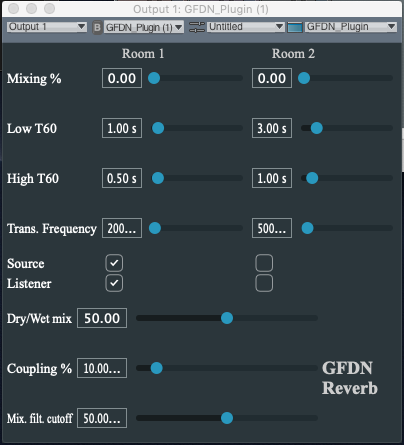 Output 1: GFDN_Plugin (1)
Output 1 B GFDN_Plugin (1) Untitled GFDN_Plugin
Room 1 Room 2
Mixing % 0.00 0.00
Low T60 1.00 s 3.00 s
High T60 0.50 s 1.00 s
Trans. Frequency 200... 500...
Source
Listener
Dry/Wet mix 50.00
Coupling % 10.00...
GFDN
Reverb
Mix. filt. cutoff 50.00...